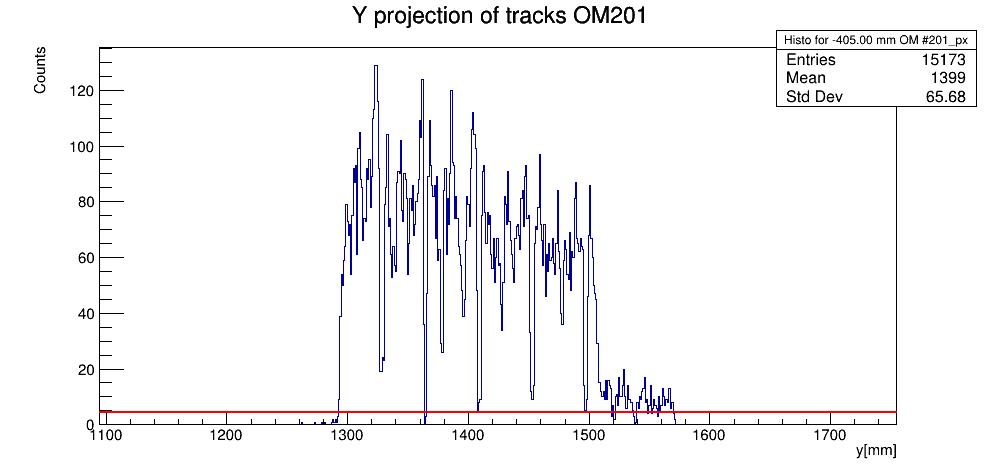 Y projection of tracks OM201
Histo for -405.00 mm OM #201_px
Entries 15173
Mean 1399
Std Dev 65.68
Counts
120
100
80
60
40
20
0
1100 1200 1300 1400 1500 1600 1700
y[mm]